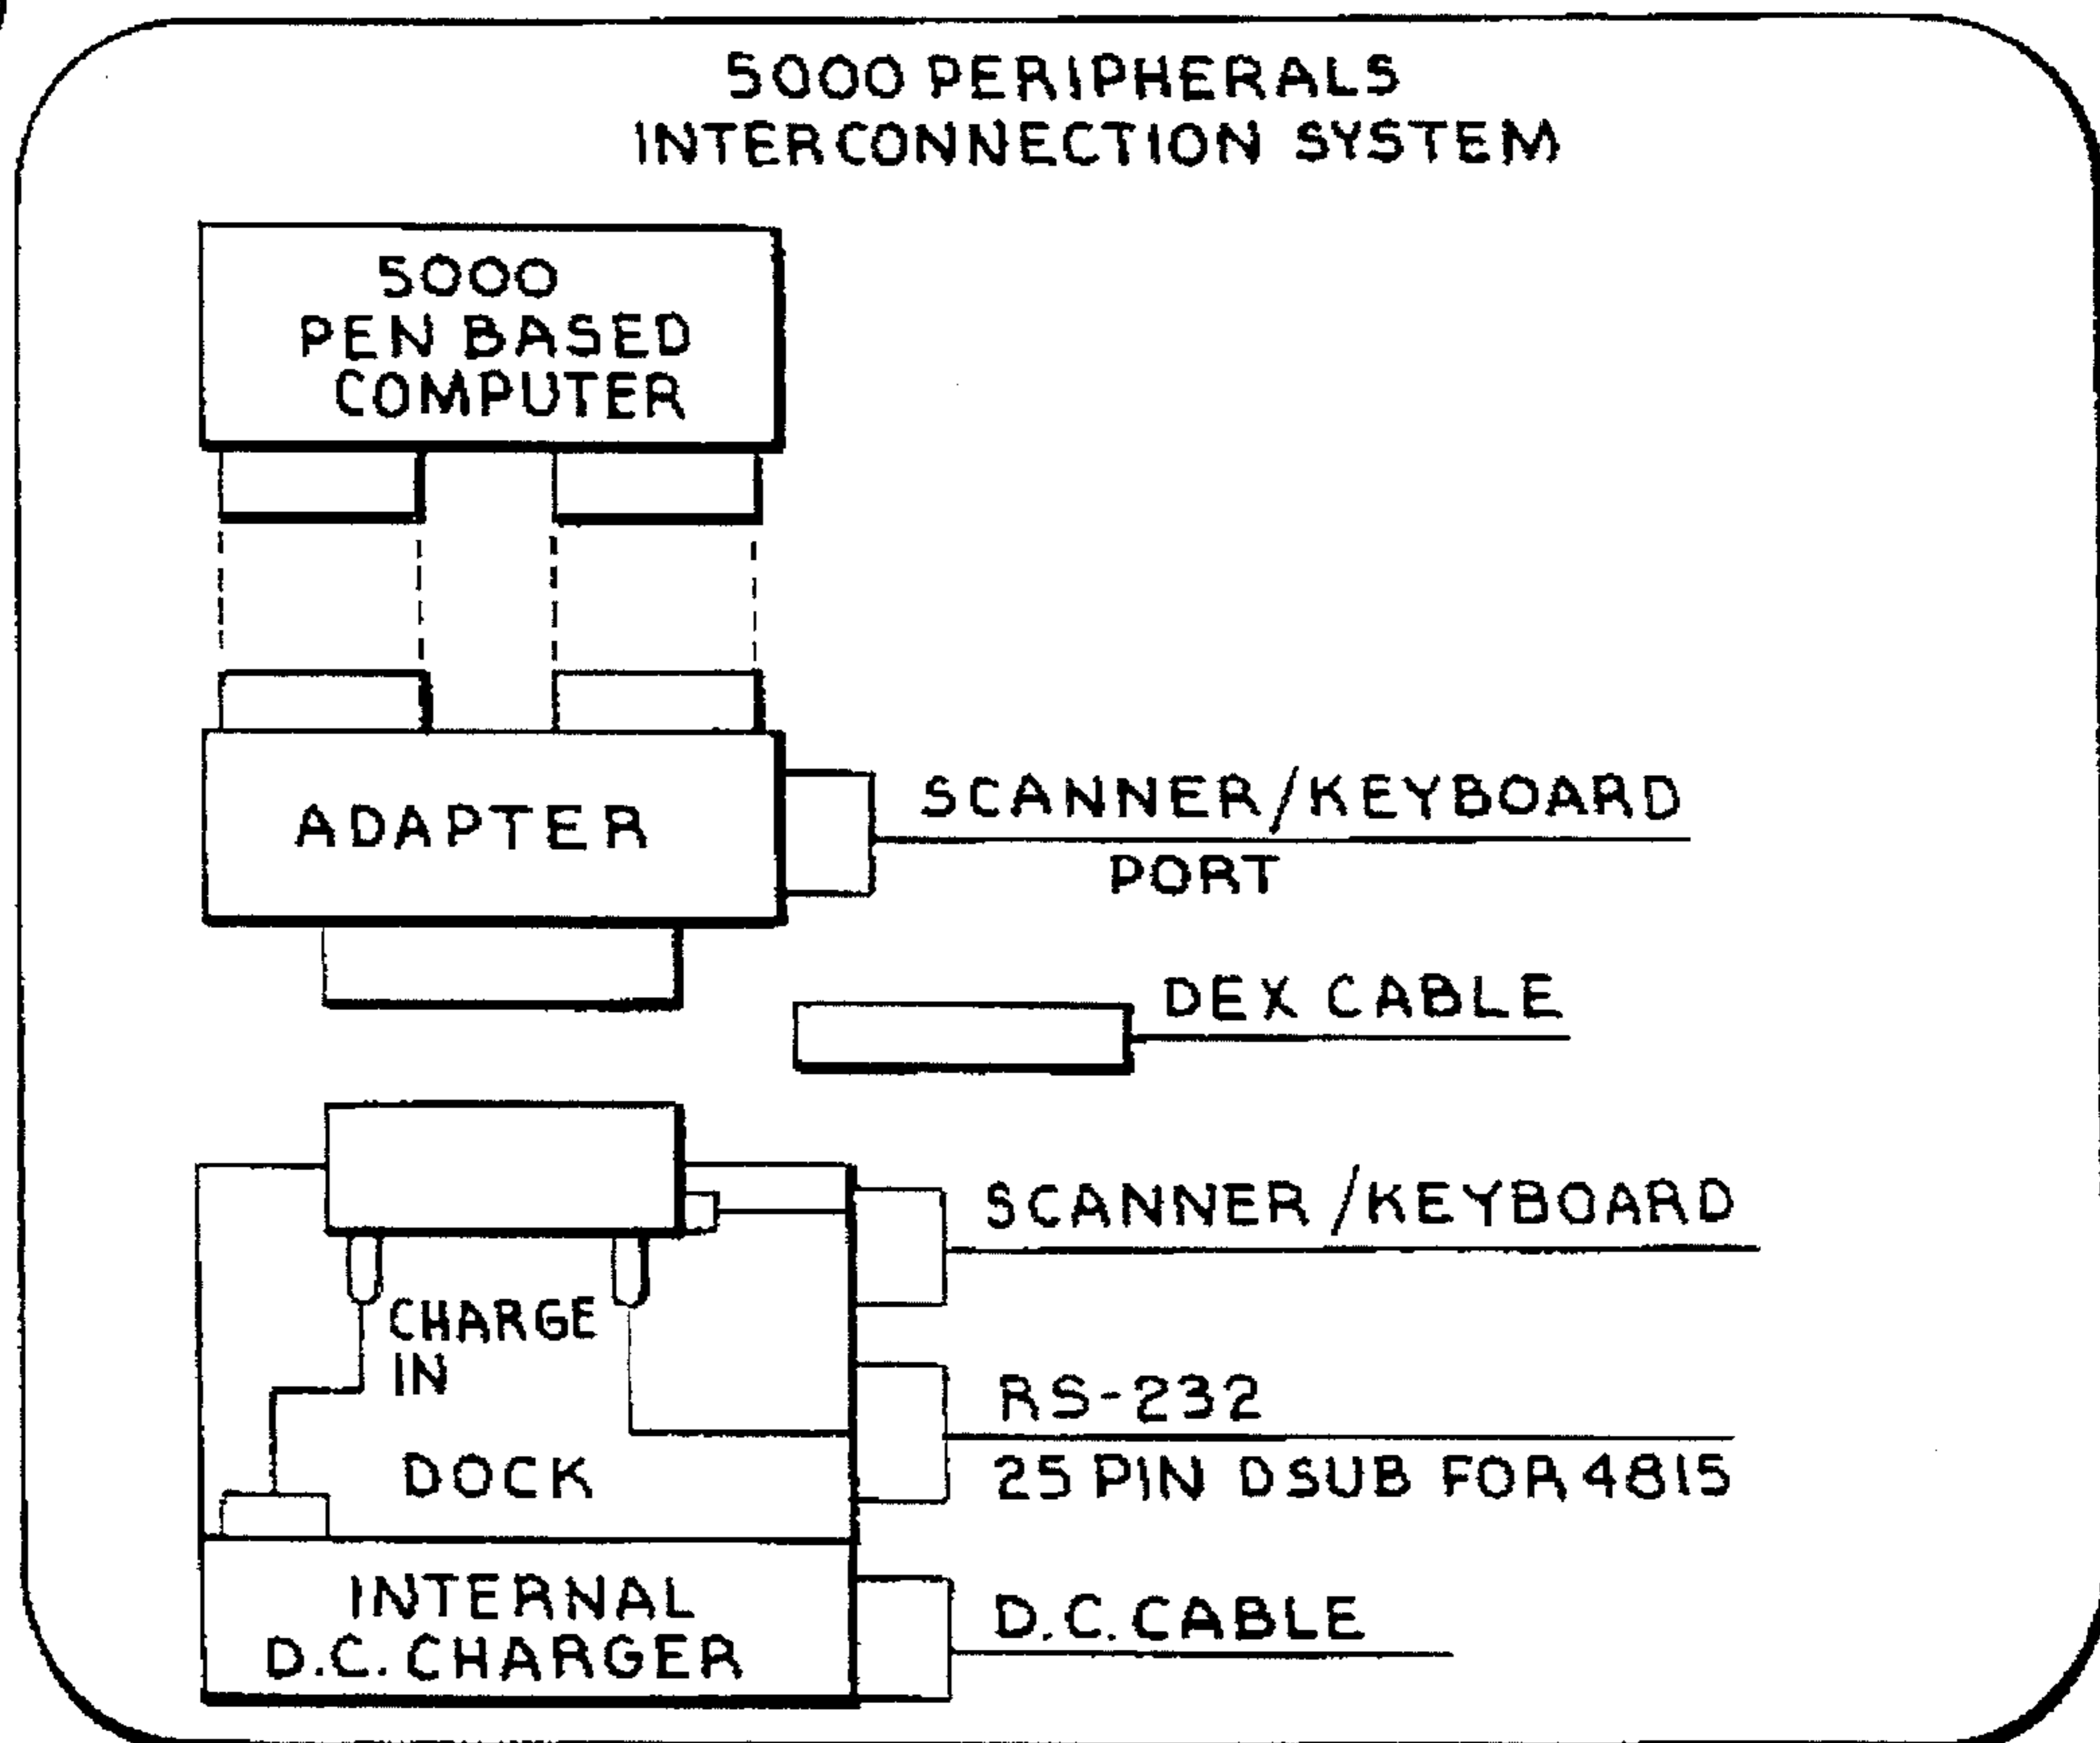 5000 PERIPHERALS
INTERCONNECTION SYSTEM
5000
PEN BASED
COMPUTER
ADAPTER
SCANNER/KEYBOARD
PORT
DEX CABLE
SCANNER/KEYBOARD
CHARGE
IN
RS-232
25 PIN DSUB FOR 4815
DOCK
INTERNAL
D.C. CHARGER
D.C. CABLE